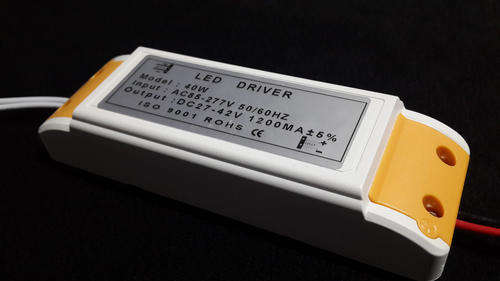 LED DRIVER
Model : 40W
Input : AC85-277V 50/60HZ
Output : DC27-42V 1200MA±5%
ISO 9001 ROHS CE
+
-